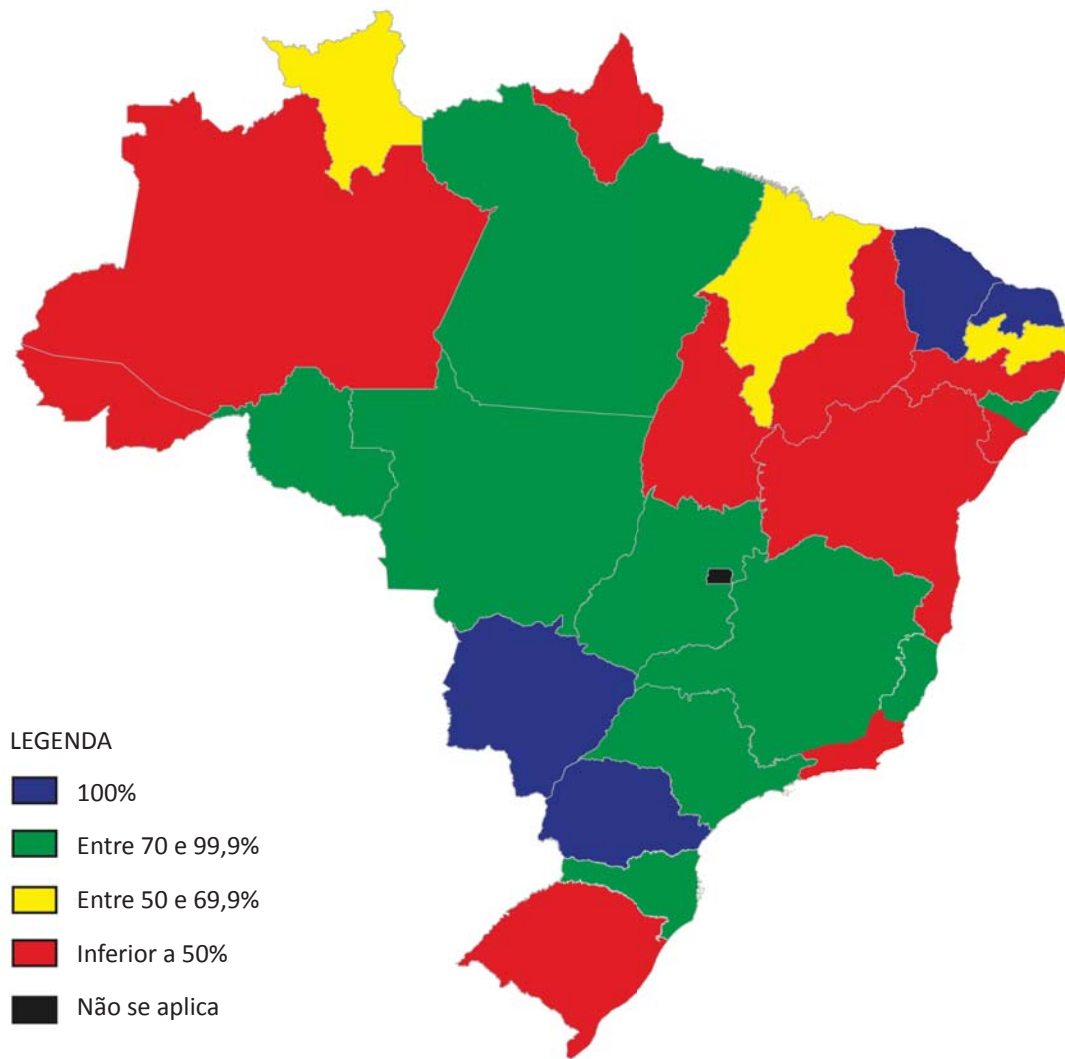 LEGENDA
100%
Entre 70 e 99,9%
Entre 50 e 69,9%
Inferior a 50%
Não se aplica